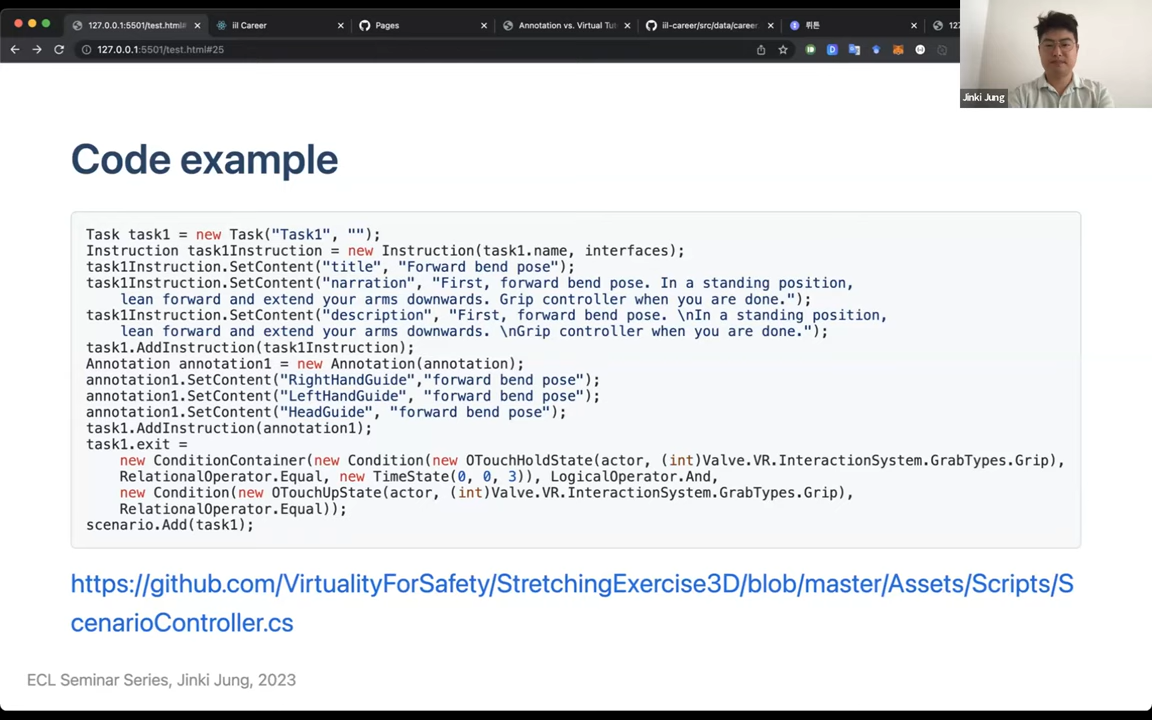 127.0.0.1:5501/test.html#
iil Career
Pages
Annotation vs. Virtual Tut
iil-career/src/data/career
뤼튼
127
127.0.0.1:5501/test.html#25
Jinki Jung
Code example
Task task1 = new Task("Task1", "");
Instruction task1Instruction = new Instruction(task1.name, interfaces);
task1Instruction.SetContent("title", "Forward bend pose");
task1Instruction.SetContent("narration", "First, forward bend pose. In a standing position,
lean forward and extend your arms downwards. Grip controller when you are done.");
task1Instruction.SetContent("description", "First, forward bend pose. \nIn a standing position,
lean forward and extend your arms downwards. \nGrip controller when you are done.");
task1.AddInstruction(task1Instruction);
Annotation annotation1 = new Annotation(annotation);
annotation1.SetContent("RightHandGuide","forward bend pose");
annotation1.SetContent("LeftHandGuide", "forward bend pose");
annotation1.SetContent("HeadGuide", "forward bend pose");
task1.AddInstruction(annotation1);
task1.exit =
new ConditionContainer(new Condition(new OTouchHoldState(actor, (int)Valve.VR.InteractionSystem.GrabTypes.Grip),
RelationalOperator.Equal, new TimeState(0, 0, 3)), LogicalOperator.And,
new Condition(new OTouchUpState(actor, (int)Valve.VR.InteractionSystem.GrabTypes.Grip),
RelationalOperator.Equal));
scenario.Add(task1);
https://github.com/VirtualityForSafety/StretchingExercise3D/blob/master/Assets/Scripts/S
cenarioController.cs
ECL Seminar Series, Jinki Jung, 2023